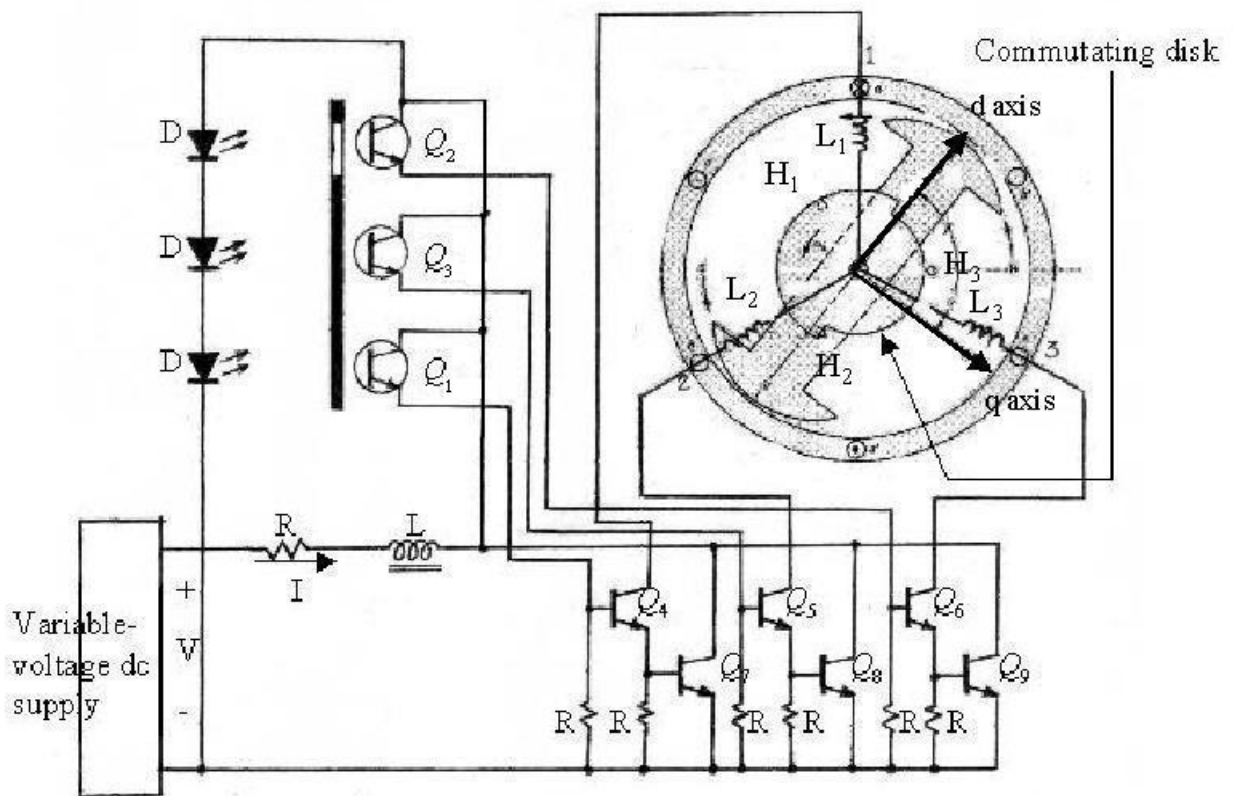 Commutating disk
1
d axis
D
Q2
L1
H1
D
Q3
H3
L2
L3
D
Q1
H2
2
3
q axis
R
L
I
+
V
-
Variable-
voltage dc
supply
Q4
Q5
Q6
Q7
Q8
Q9
R
R
R
R
R
R